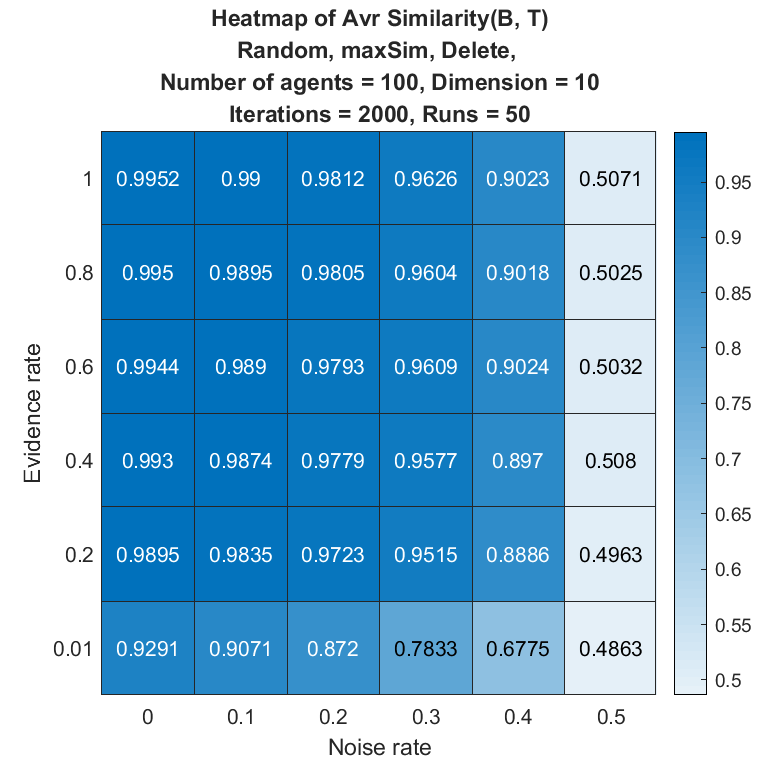 Heatmap of Avr Similarity(B, T)
Random, maxSim, Delete,
Number of agents = 100, Dimension = 10
Iterations = 2000, Runs = 50
1 0.9952 0.99 0.9812 0.9626 0.9023 0.5071
0.8 0.995 0.9895 0.9805 0.9604 0.9018 0.5025
0.6 0.9944 0.989 0.9793 0.9609 0.9024 0.5032
0.4 0.993 0.9874 0.9779 0.9577 0.897 0.508
0.2 0.9895 0.9835 0.9723 0.9515 0.8886 0.4963
0.01 0.9291 0.9071 0.872 0.7833 0.6775 0.4863
0 0.1 0.2 0.3 0.4 0.5
Noise rate
Evidence rate
0.95
0.9
0.85
0.8
0.75
0.7
0.65
0.6
0.55
0.5